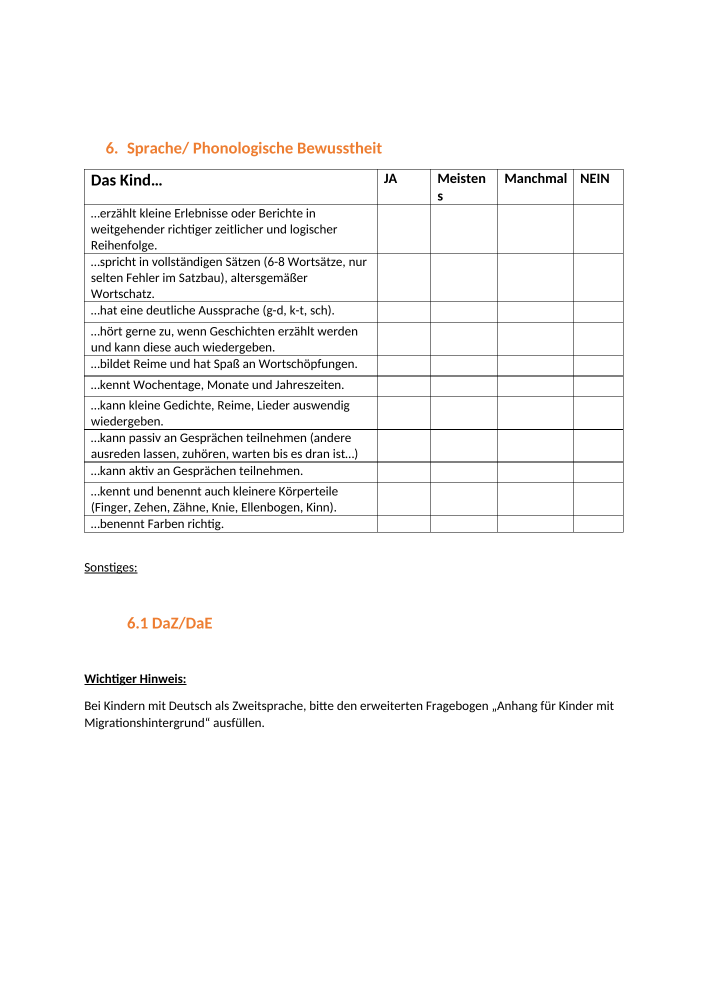 6. Sprache/ Phonologische Bewusstheit
Das Kind… JA Meisten Manchmal NEIN
s
…erzählt kleine Erlebnisse oder Berichte in
weitgehender richtiger zeitlicher und logischer
Reihenfolge.
…spricht in vollständigen Sätzen (6-8 Wortsätze, nur
selten Fehler im Satzbau), altersgemäßer
Wortschatz.
…hat eine deutliche Aussprache (g-d, k-t, sch).
…hört gerne zu, wenn Geschichten erzählt werden
und kann diese auch wiedergeben.
…bildet Reime und hat Spaß an Wortschöpfungen.
…kennt Wochentage, Monate und Jahreszeiten.
…kann kleine Gedichte, Reime, Lieder auswendig
wiedergeben.
…kann passiv an Gesprächen teilnehmen (andere
ausreden lassen, zuhören, warten bis es dran ist…)
…kann aktiv an Gesprächen teilnehmen.
…kennt und benennt auch kleinere Körperteile
(Finger, Zehen, Zähne, Knie, Ellenbogen, Kinn).
…benennt Farben richtig.
Sonstiges:
6.1 DaZ/DaE
Wichtiger Hinweis:
Bei Kindern mit Deutsch als Zweitsprache, bitte den erweiterten Fragebogen „Anhang für Kinder mit
Migrationshintergrund“ ausfüllen.